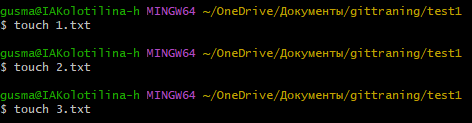 gusma@IAKolotilina-h MINGW64 ~/OneDrive/Документы/gittraning/test1
$ touch 1.txt
gusma@IAKolotilina-h MINGW64 ~/OneDrive/Документы/gittraning/test1
$ touch 2.txt
gusma@IAKolotilina-h MINGW64 ~/OneDrive/Документы/gittraning/test1
$ touch 3.txt